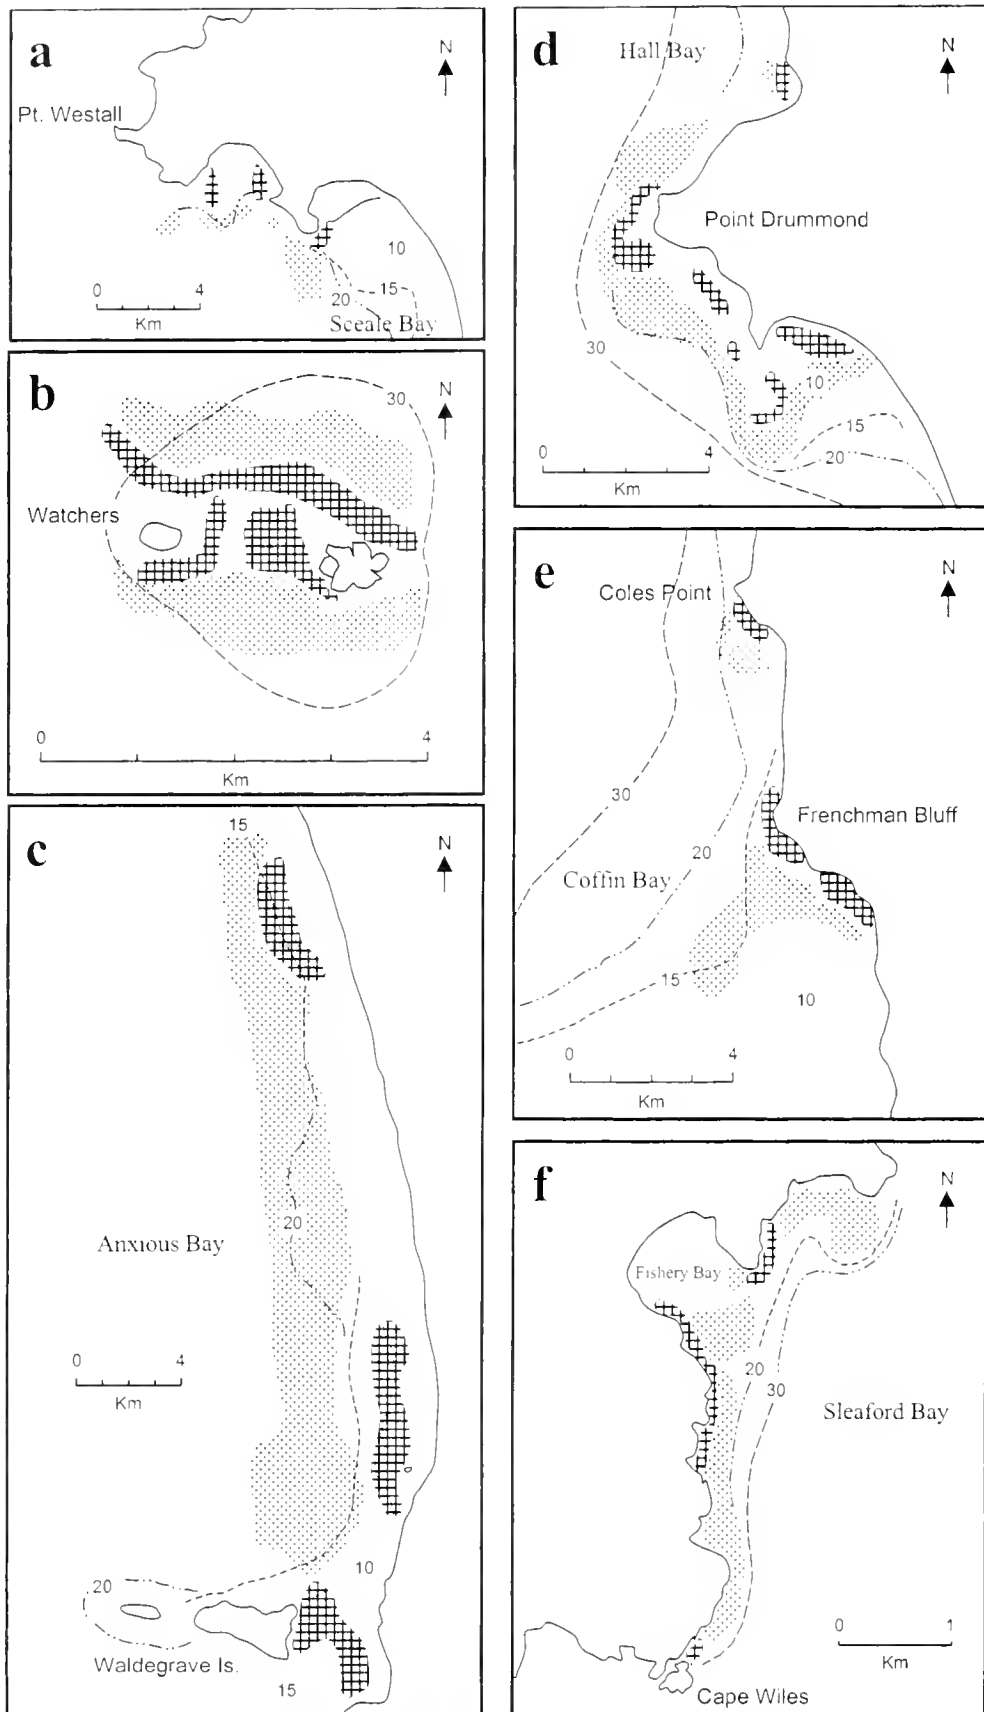 a
N
Pt. Westall
10
0 4
15
20
Km
Sceale Bay
b
N
30
Watchers
0 4
Km
c
15
N
20
Anxious Bay
0 4
Km
10
20
Waldegrave Is.
15
d
Hall Bay
N
Point Drummond
30
10
15
0 4
20
Km
e
Coles Point
N
30
Frenchman Bluff
20
Coffin Bay
15
10
0 4
Km
f
N
Fishery Bay
20
30
Sleaford Bay
0 1
Km
Cape Wiles